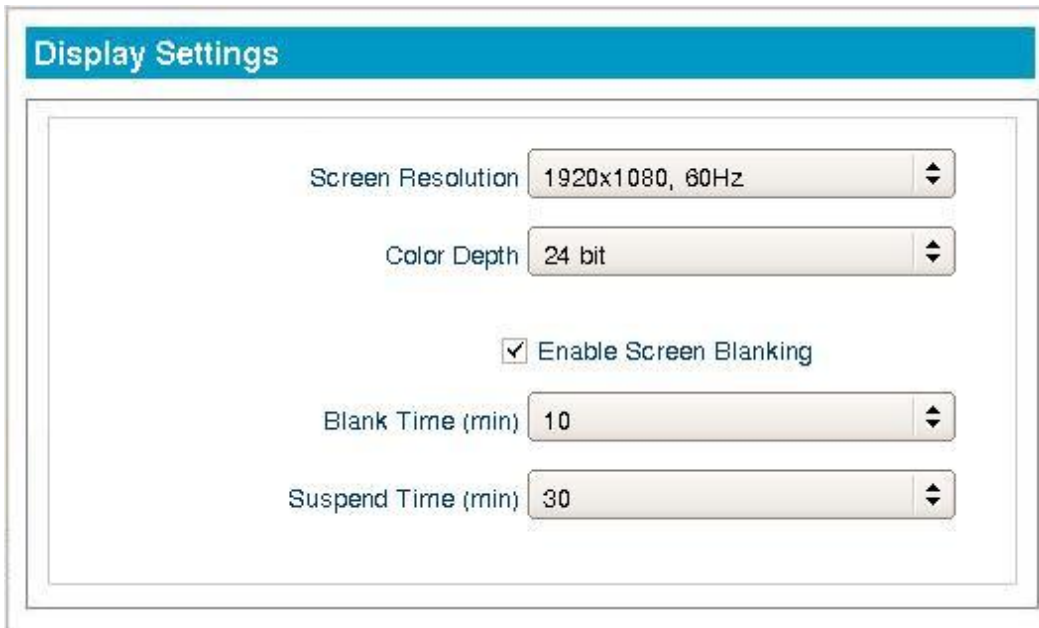 Display Settings
Screen Resolution 1920x1080, 60Hz
Color Depth 24 bit
Enable Screen Blanking
Blank Time (min) 10
Suspend Time (min) 30